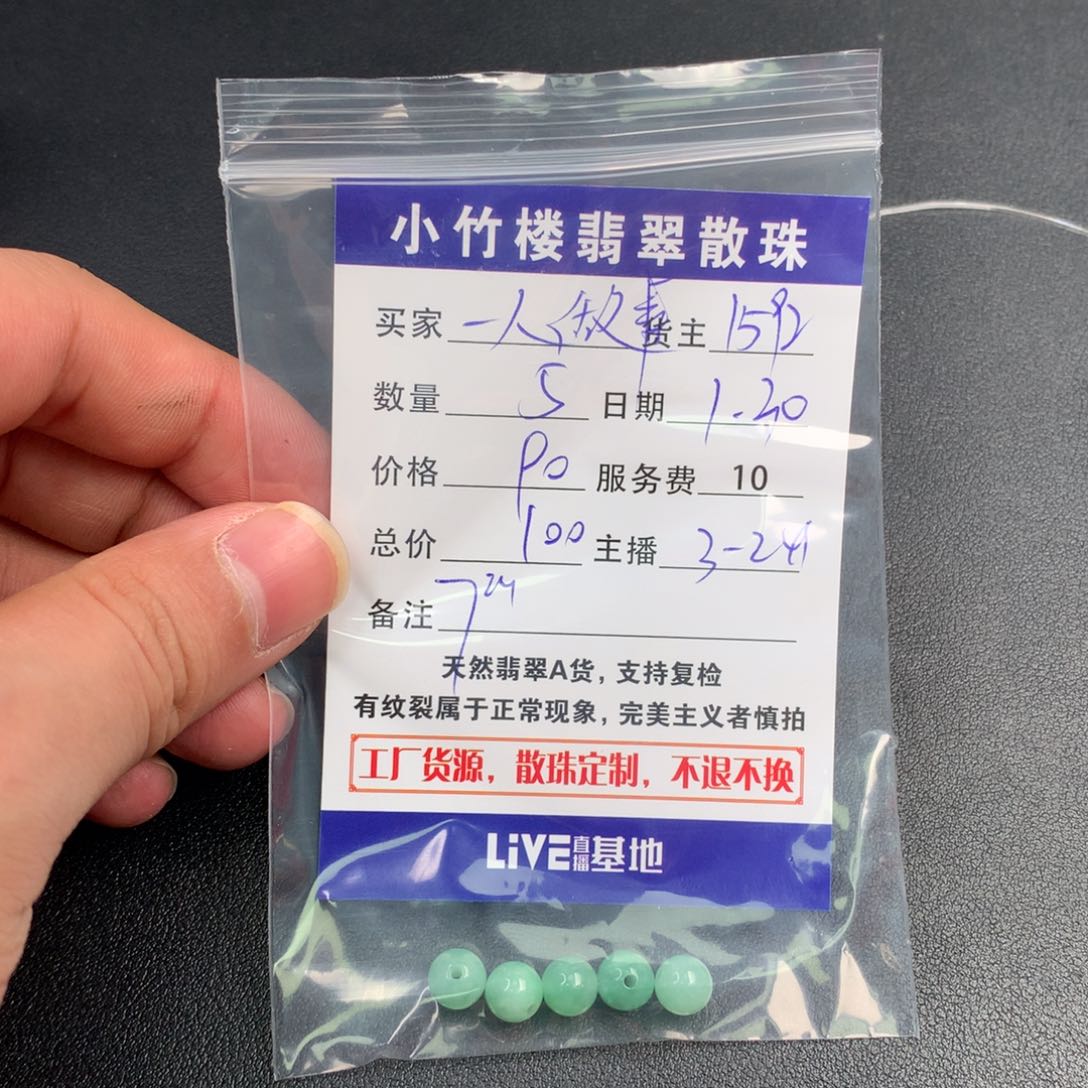 小竹楼翡翠散珠
买家 一人故事 货主 1592
数量 5 日期 1.20
价格 90 服务费 10
总价 100 主播 3-241
备注 7
天然翡翠A货，支持复检
有纹裂属于正常现象，完美主义者慎拍
工厂货源，散珠定制，不退不换
LiVE直播基地